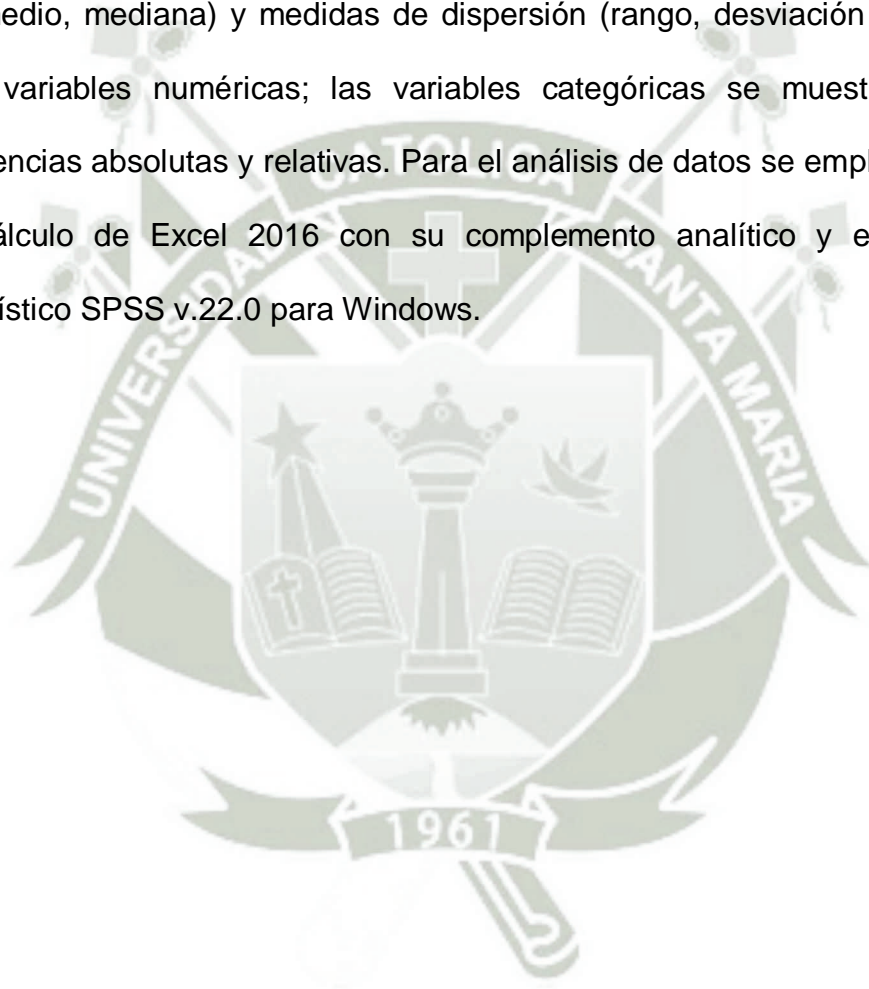 edio, mediana) y medidas de dispersión (rango, desviación
variables numéricas; las variables categóricas se muest
encias absolutas y relativas. Para el análisis de datos se empl
álculo de Excel 2016 con su complemento analítico y e
ístico SPSS v.22.0 para Windows.
UNIVERSIDAD CATOLICA SANTA MARIA
1961